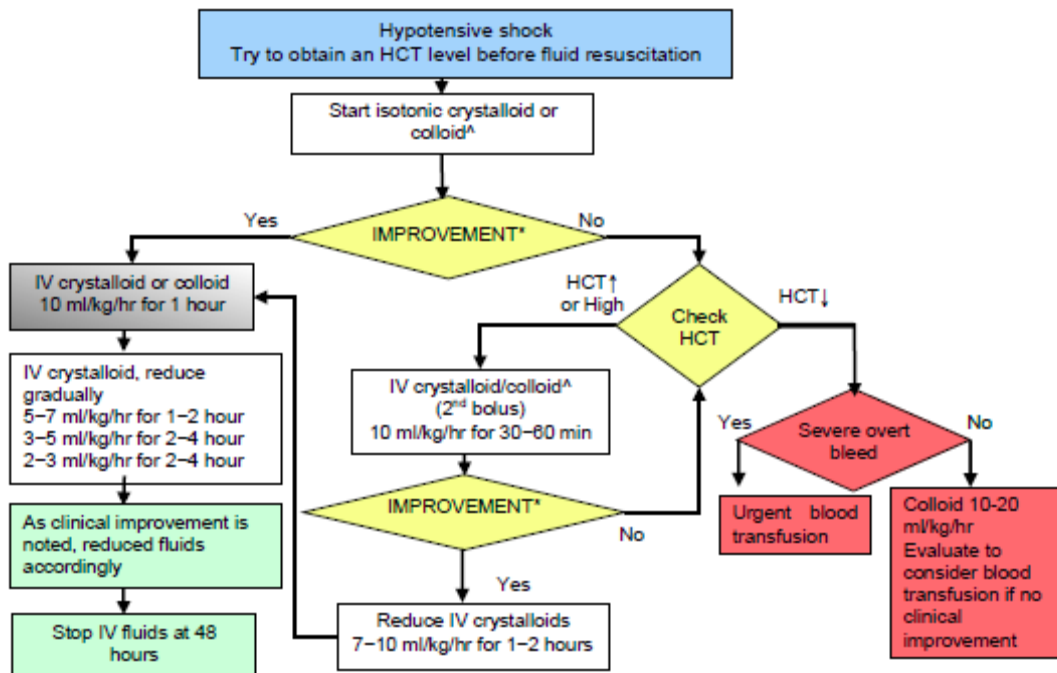 Hypotensive shock
Try to obtain an HCT level before fluid resuscitation
Start isotonic crystalloid or
colloid^
Yes
IMPROVEMENT*
No
IV crystalloid or colloid
10 ml/kg/hr for 1 hour
HCT↑
or High
Check
HCT
HCT↓
IV crystalloid, reduce
gradually
5−7 ml/kg/hr for 1−2 hour
3−5 ml/kg/hr for 2−4 hour
2−3 ml/kg/hr for 2−4 hour
IV crystalloid/colloid^
(2nd bolus)
10 ml/kg/hr for 30−60 min
Yes
Severe overt
bleed
No
IMPROVEMENT*
No
Yes
Urgent blood
transfusion
Colloid 10-20
ml/kg/hr
Evaluate to
consider blood
transfusion if no
clinical
improvement
As clinical improvement is
noted, reduced fluids
accordingly
Reduce IV crystalloids
7−10 ml/kg/hr for 1−2 hours
Stop IV fluids at 48
hours